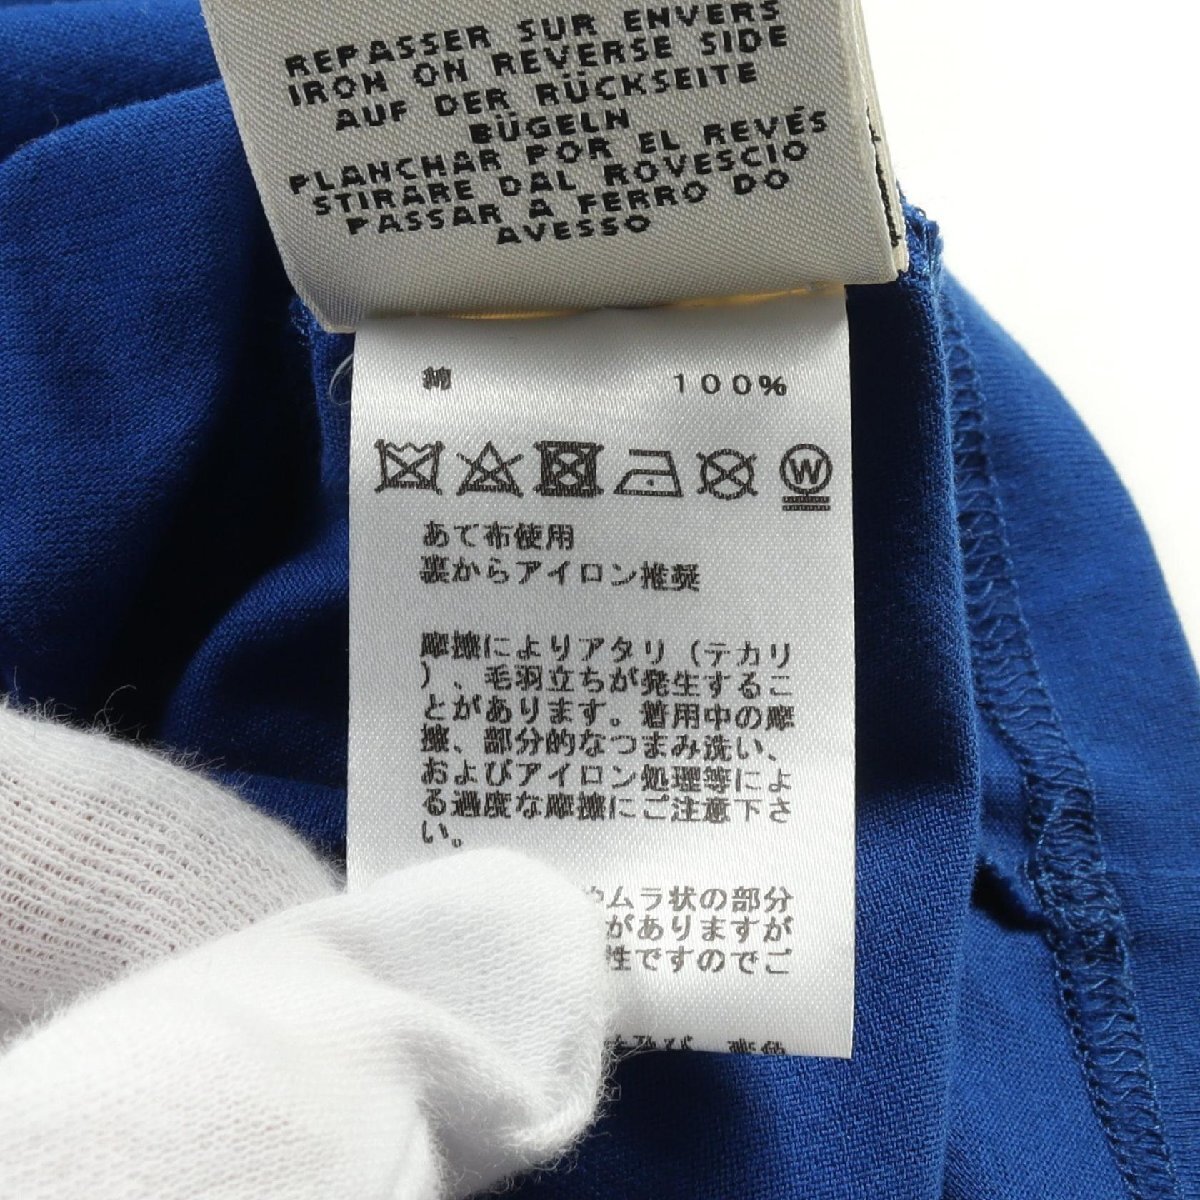 REPASSER SUR ENVERS
IRON ON REVERSE SIDE
AUF DER RÜCKSEITE
BÜGELN
PLANCHAR POR EL REVÉS
STIRARE DAL ROVESCIO
PASSAR A FERRO DO
AVESSO
綿 100%
W
あて布使用
裏からアイロン推奨
摩擦によりアタリ（テカリ
）、毛羽立ちが発生するこ
とがあります。着用中の摩
擦、部分的なつまみ洗い、
およびアイロン処理等によ
る過度な摩擦にご注意下さ
い。
ムラ状の部分
がありますが
性ですのでご